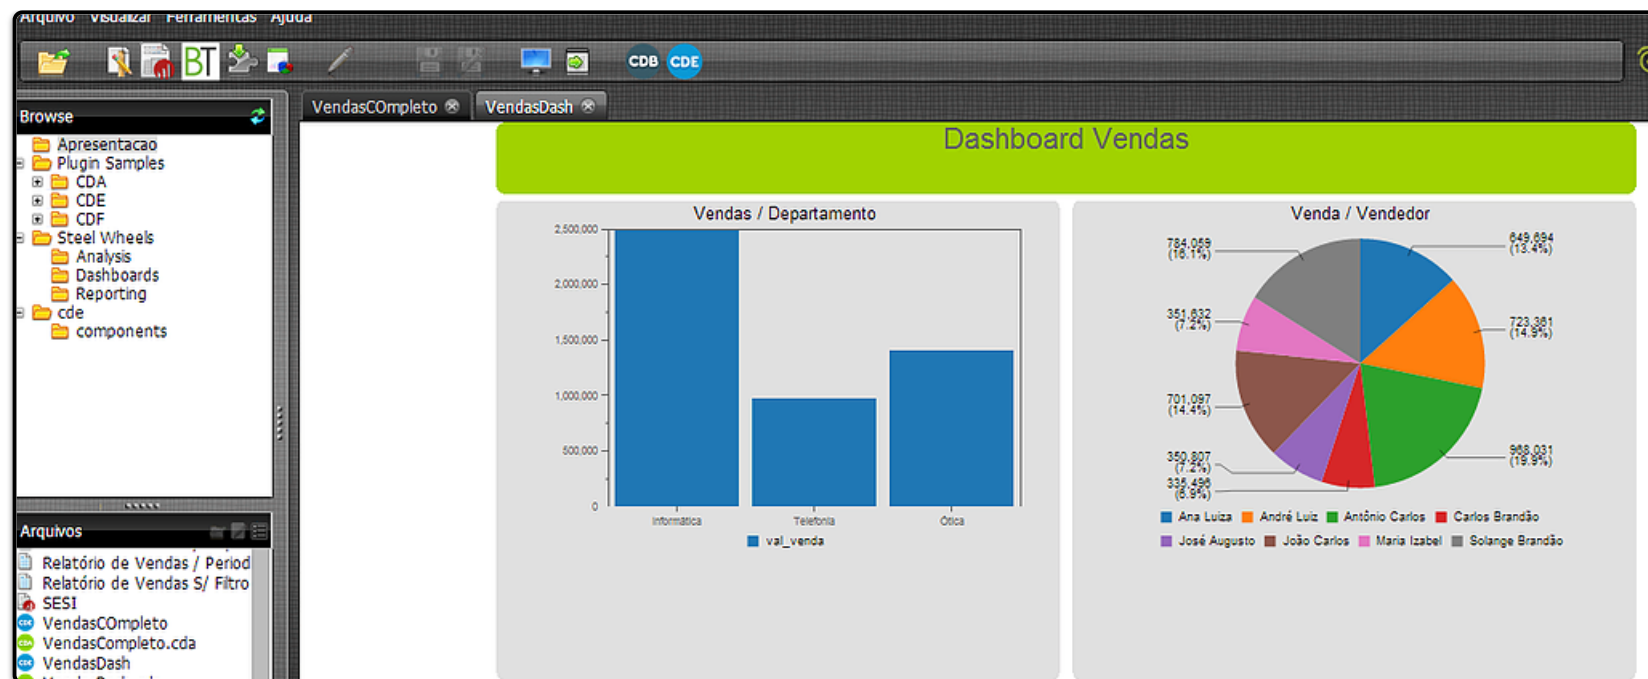 Arquivo Visualizar Ferramentas Ajuda
BT CDB CDE
Browse
Apresentacao
Plugin Samples
CDA
CDE
CDF
Steel Wheels
Analysis
Dashboards
Reporting
cde
components
Arquivos
Relatório de Vendas / Period
Relatório de Vendas S/ Filtro
SESI
VendasCOmpleto
VendasCompleto.cda
VendasDash
VendasCOmpleto VendasDash
Dashboard Vendas
Vendas / Departamento
2,500,000
2,000,000
1,500,000
1,000,000
500,000
0
Informática Telefonia Ótica
val_venda
Venda / Vendedor
784,059
(16.1%)
649,694
(13.4%)
351,632
(7.2%)
723,361
(14.9%)
701,097
(14.4%)
350,807
(7.2%)
968,031
(19.9%)
335,496
(6.9%)
Ana Luiza André Luiz Antônio Carlos Carlos Brandão
José Augusto João Carlos Maria Izabel Solange Brandão